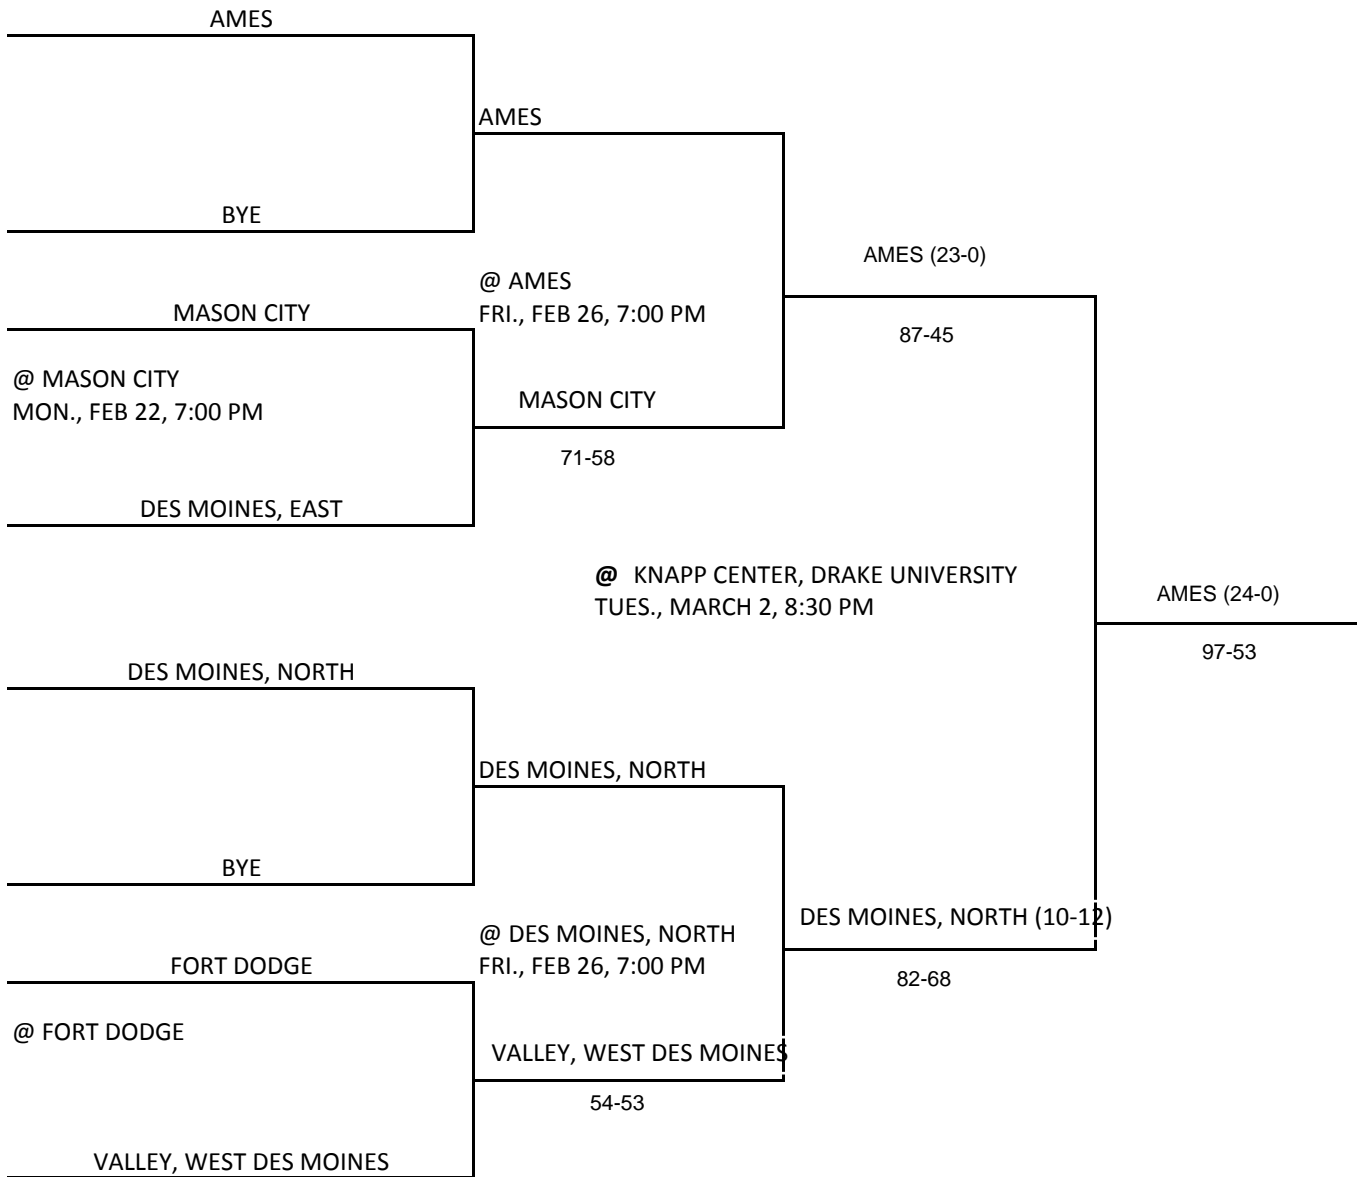 AMES
AMES
BYE
AMES (23-0)
@ AMES
FRI., FEB 26, 7:00 PM
MASON CITY
87-45
@ MASON CITY
MON., FEB 22, 7:00 PM
MASON CITY
71-58
DES MOINES, EAST
@ KNAPP CENTER, DRAKE UNIVERSITY
TUES., MARCH 2, 8:30 PM
AMES (24-0)
97-53
DES MOINES, NORTH
DES MOINES, NORTH
BYE
DES MOINES, NORTH (10-12)
@ DES MOINES, NORTH
FRI., FEB 26, 7:00 PM
FORT DODGE
82-68
@ FORT DODGE
VALLEY, WEST DES MOINES
54-53
VALLEY, WEST DES MOINES